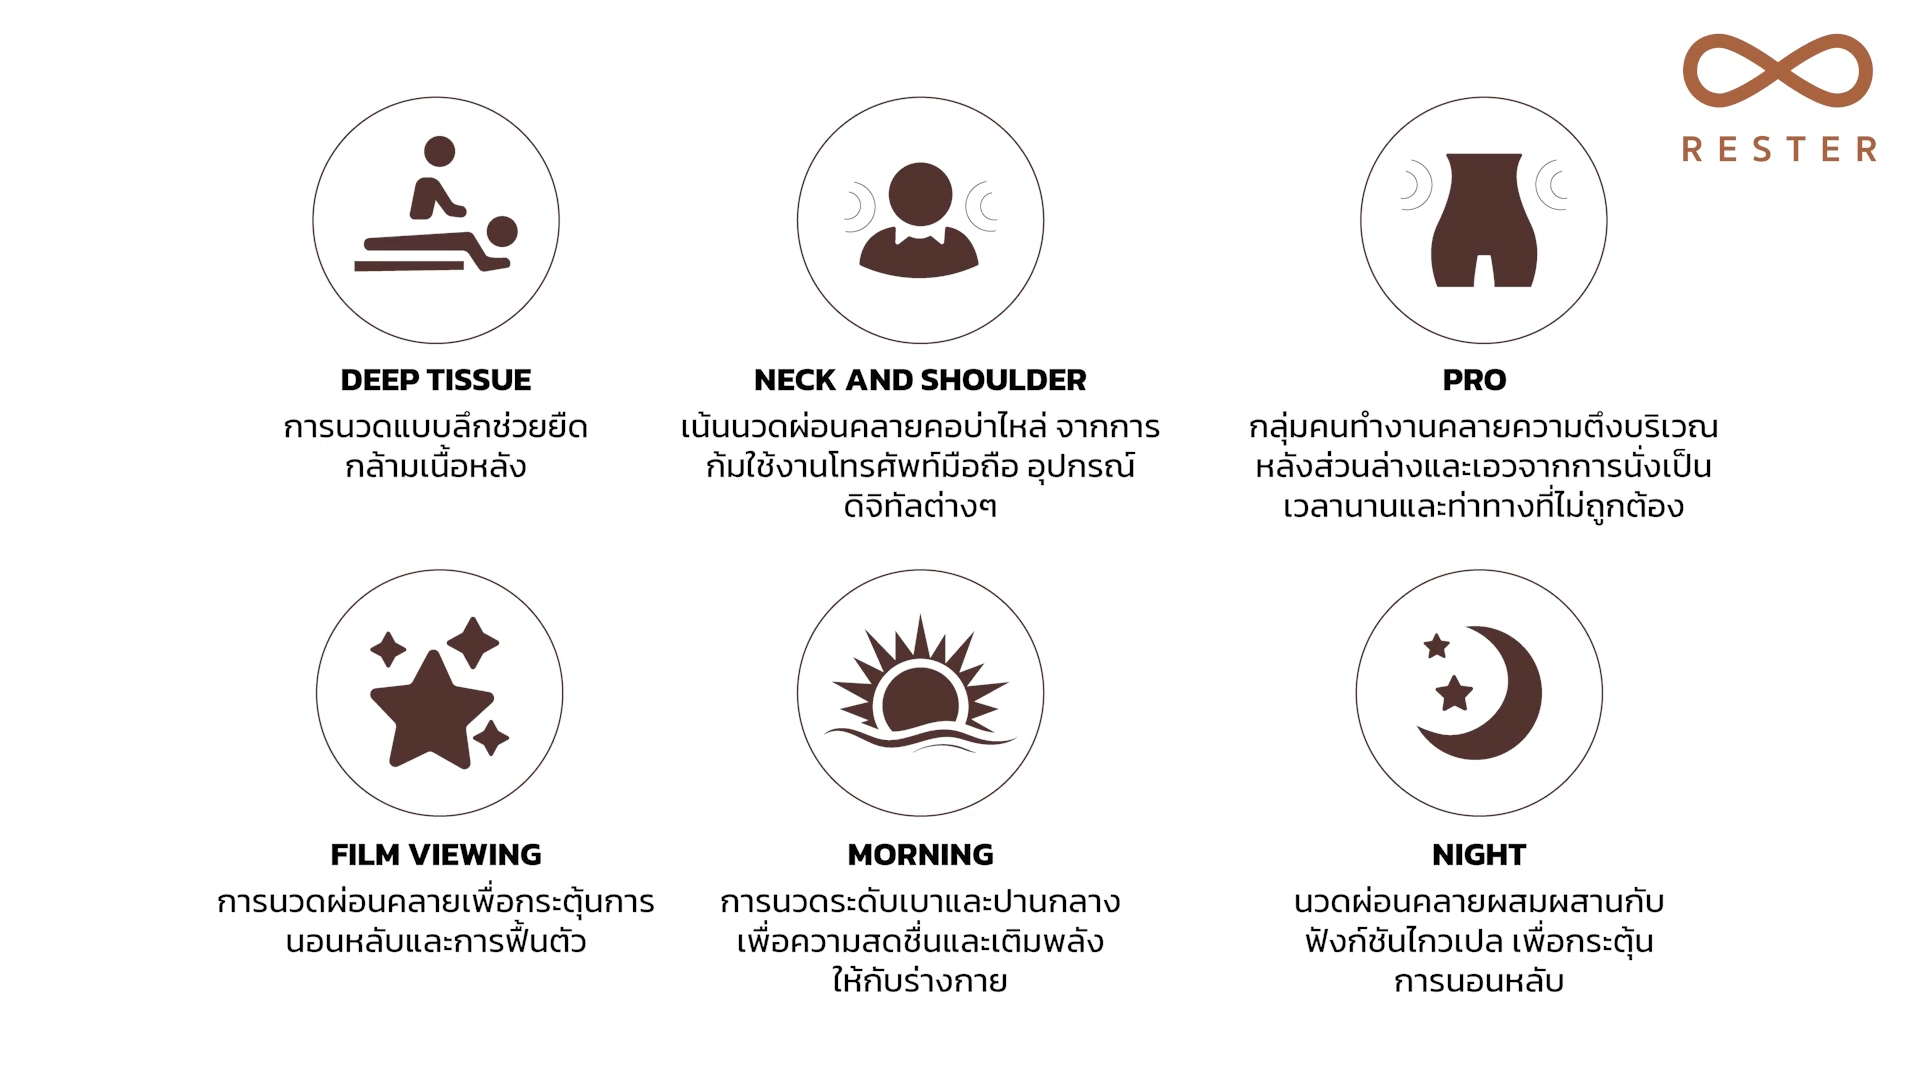 RESTER
DEEP TISSUE
การนวดแบบลึกช่วยยืด
กล้ามเนื้อหลัง
NECK AND SHOULDER
เน้นนวดผ่อนคลายคอบ่าไหล่ จากการ
ก้มใช้งานโทรศัพท์มือถือ อุปกรณ์
ดิจิทัลต่างๆ
PRO
กลุ่มคนทำงานคลายความตึงบริเวณ
หลังส่วนล่างและเอวจากการนั่งเป็น
เวลานานและท่าทางที่ไม่ถูกต้อง
FILM VIEWING
การนวดผ่อนคลายเพื่อกระตุ้นการ
นอนหลับและการฟื้นตัว
MORNING
การนวดระดับเบาและปานกลาง
เพื่อความสดชื่นและเติมพลัง
ให้กับร่างกาย
NIGHT
นวดผ่อนคลายผสมผสานกับ
ฟังก์ชันไกวเปล เพื่อกระตุ้น
การนอนหลับ